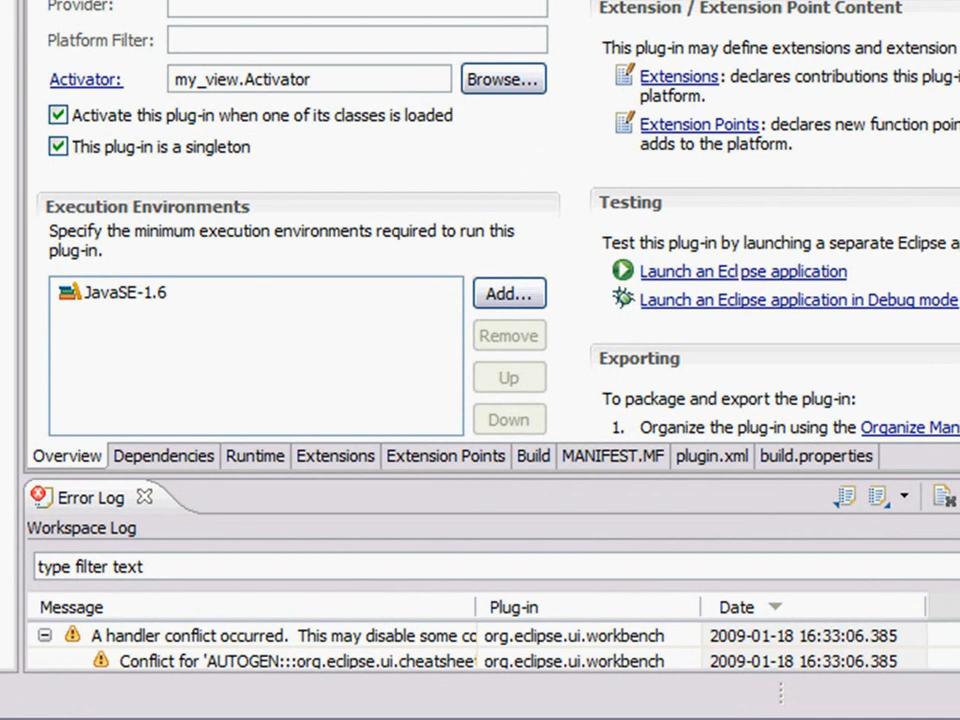 Provider:
Platform Filter:
Activator: my_view.Activator Browse...
Activate this plug-in when one of its classes is loaded
This plug-in is a singleton
Execution Environments
Specify the minimum execution environments required to run this
plug-in.
JavaSE-1.6
Add...
Remove
Up
Down
Extension / Extension Point Content
This plug-in may define extensions and extension
Extensions: declares contributions this plug-i
platform.
Extension Points: declares new function poin
adds to the platform.
Testing
Test this plug-in by launching a separate Eclipse a
Launch an Eclipse application
Launch an Eclipse application in Debug mode
Exporting
To package and export the plug-in:
1. Organize the plug-in using the Organize Man
Overview Dependencies Runtime Extensions Extension Points Build MANIFEST.MF plugin.xml build.properties
Error Log
Workspace Log
type filter text
Message Plug-in Date
A handler conflict occurred. This may disable some co org.eclipse.ui.workbench 2009-01-18 16:33:06.385
Conflict for 'AUTOGEN:::org.eclipse.ui.cheatshee org.eclipse.ui.workbench 2009-01-18 16:33:06.385